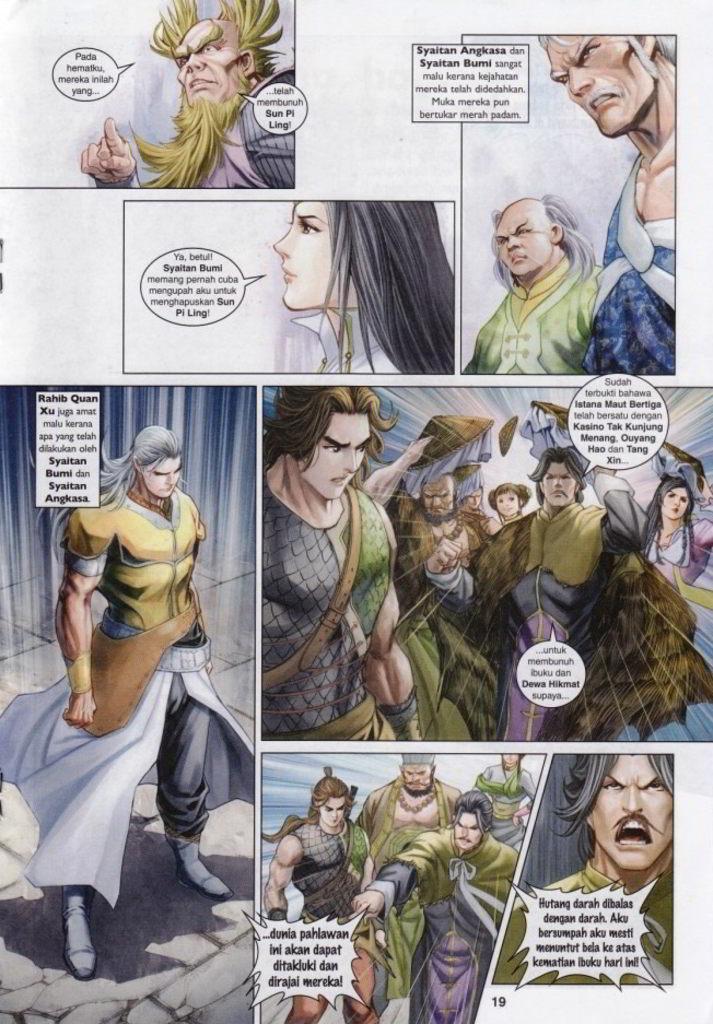 Pada
hematku,
mereka inilah
yang...
...telah
membunuh
Sun Pi
Ling!
Syaitan Angkasa dan
Syaitan Bumi sangat
malu kerana kejahatan
mereka telah didedahkan.
Muka mereka pun
bertukar merah padam.
Ya, betul!
Syaitan Bumi
memang pernah cuba
mengupah aku untuk
menghapuskan Sun
Pi Ling!
Rahib Quan
Xu juga amat
malu kerana
apa yang telah
dilakukan oleh
Syaitan
Bumi dan
Syaitan
Angkasa.
Sudah
terbukti bahawa
Istana Maut Bertiga
telah bersatu dengan
Kasino Tak Kunjung
Menang, Ouyang
Hao dan Tang
Xin...
...untuk
membunuh
ibuku dan
Dewa Hikmat
supaya...
...dunia pahlawan
ini akan dapat
ditakluki dan
dirajai mereka!
Hutang darah dibalas
dengan darah. Aku
bersumpah aku mesti
menuntut bela ke atas
kematian ibuku hari ini!
19